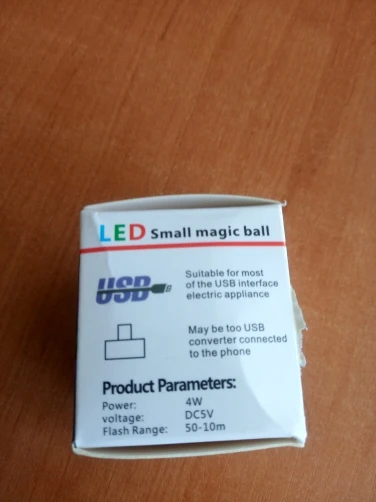 LED Small magic ball
USB
Suitable for most
of the USB interface
electric appliance
May be too USB
converter connected
to the phone
Product Parameters:
Power: 4W
voltage: DC5V
Flash Range: 50-10m